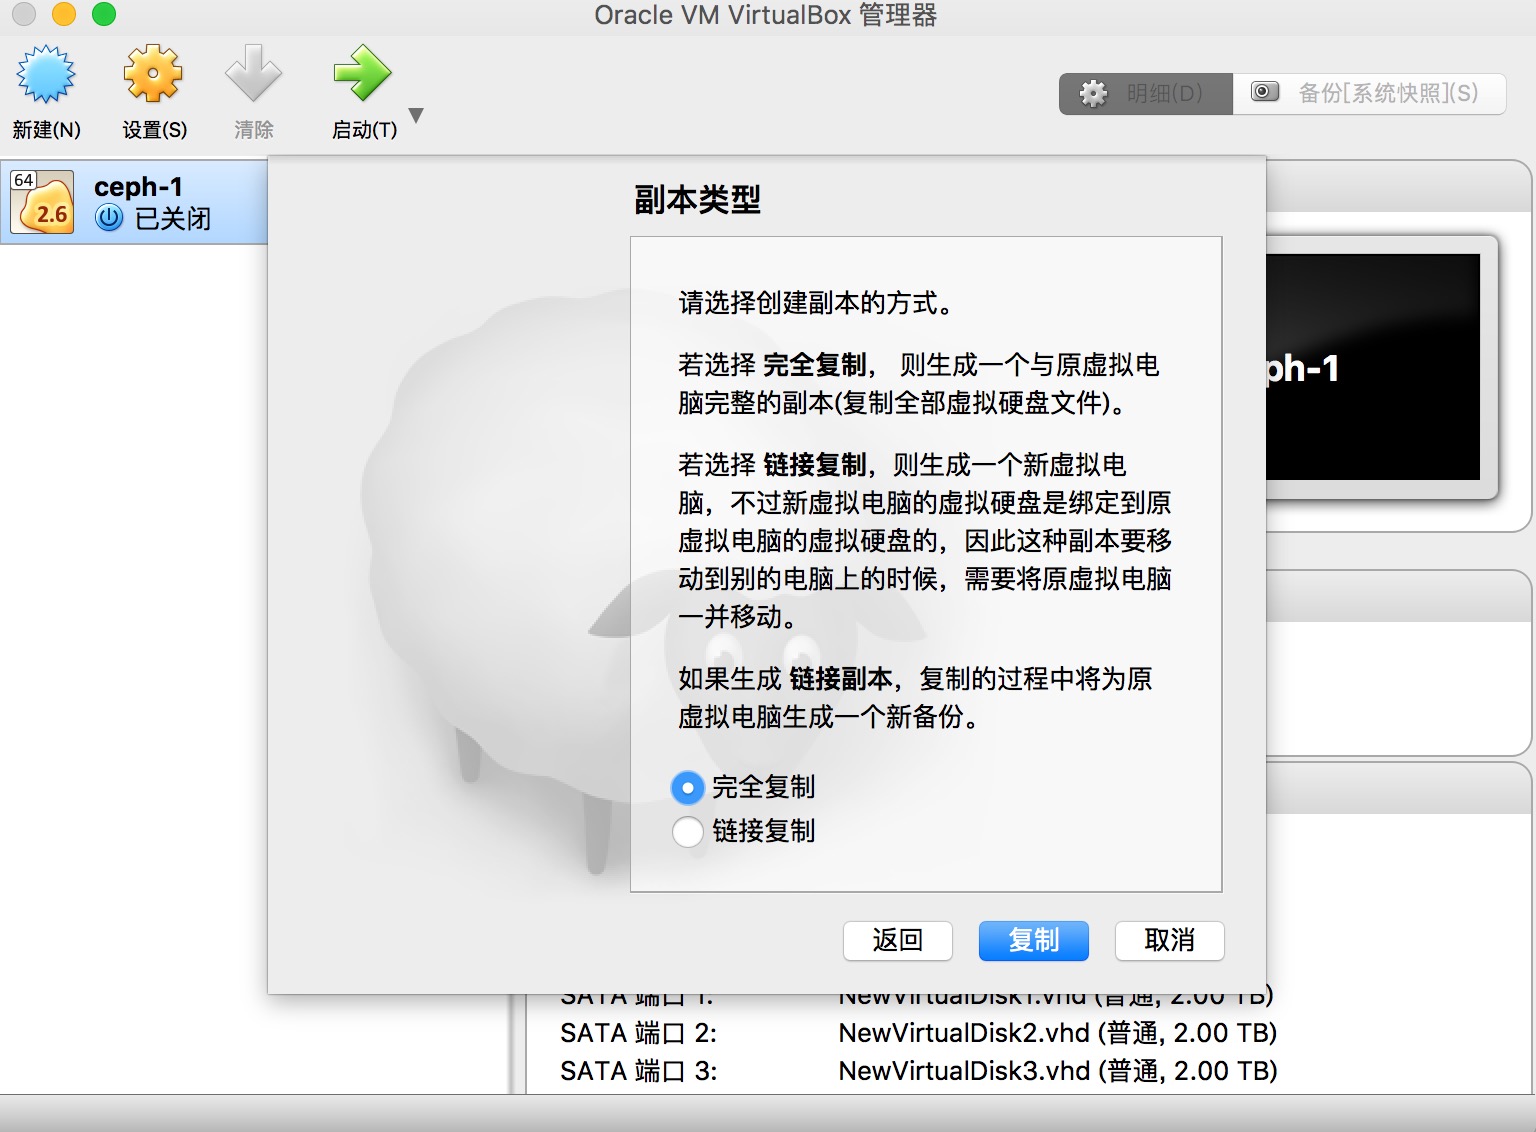 Oracle VM VirtualBox 管理器
新建(N)
设置(S)
清除
启动(T)
明细(D)
备份[系统快照](S)
64
2.6
ceph-1
已关闭
副本类型
请选择创建副本的方式。
若选择 完全复制， 则生成一个与原虚拟电
脑完整的副本(复制全部虚拟硬盘文件)。
若选择 链接复制，则生成一个新虚拟电
脑，不过新虚拟电脑的虚拟硬盘是绑定到原
虚拟电脑的虚拟硬盘的，因此这种副本要移
动到别的电脑上的时候，需要将原虚拟电脑
一并移动。
如果生成 链接副本，复制的过程中将为原
虚拟电脑生成一个新备份。
完全复制
链接复制
返回
复制
取消
ph-1
SATA 端口 1: NewVirtualDisk1.vhd (普通, 2.00 TB)
SATA 端口 2: NewVirtualDisk2.vhd (普通, 2.00 TB)
SATA 端口 3: NewVirtualDisk3.vhd (普通, 2.00 TB)